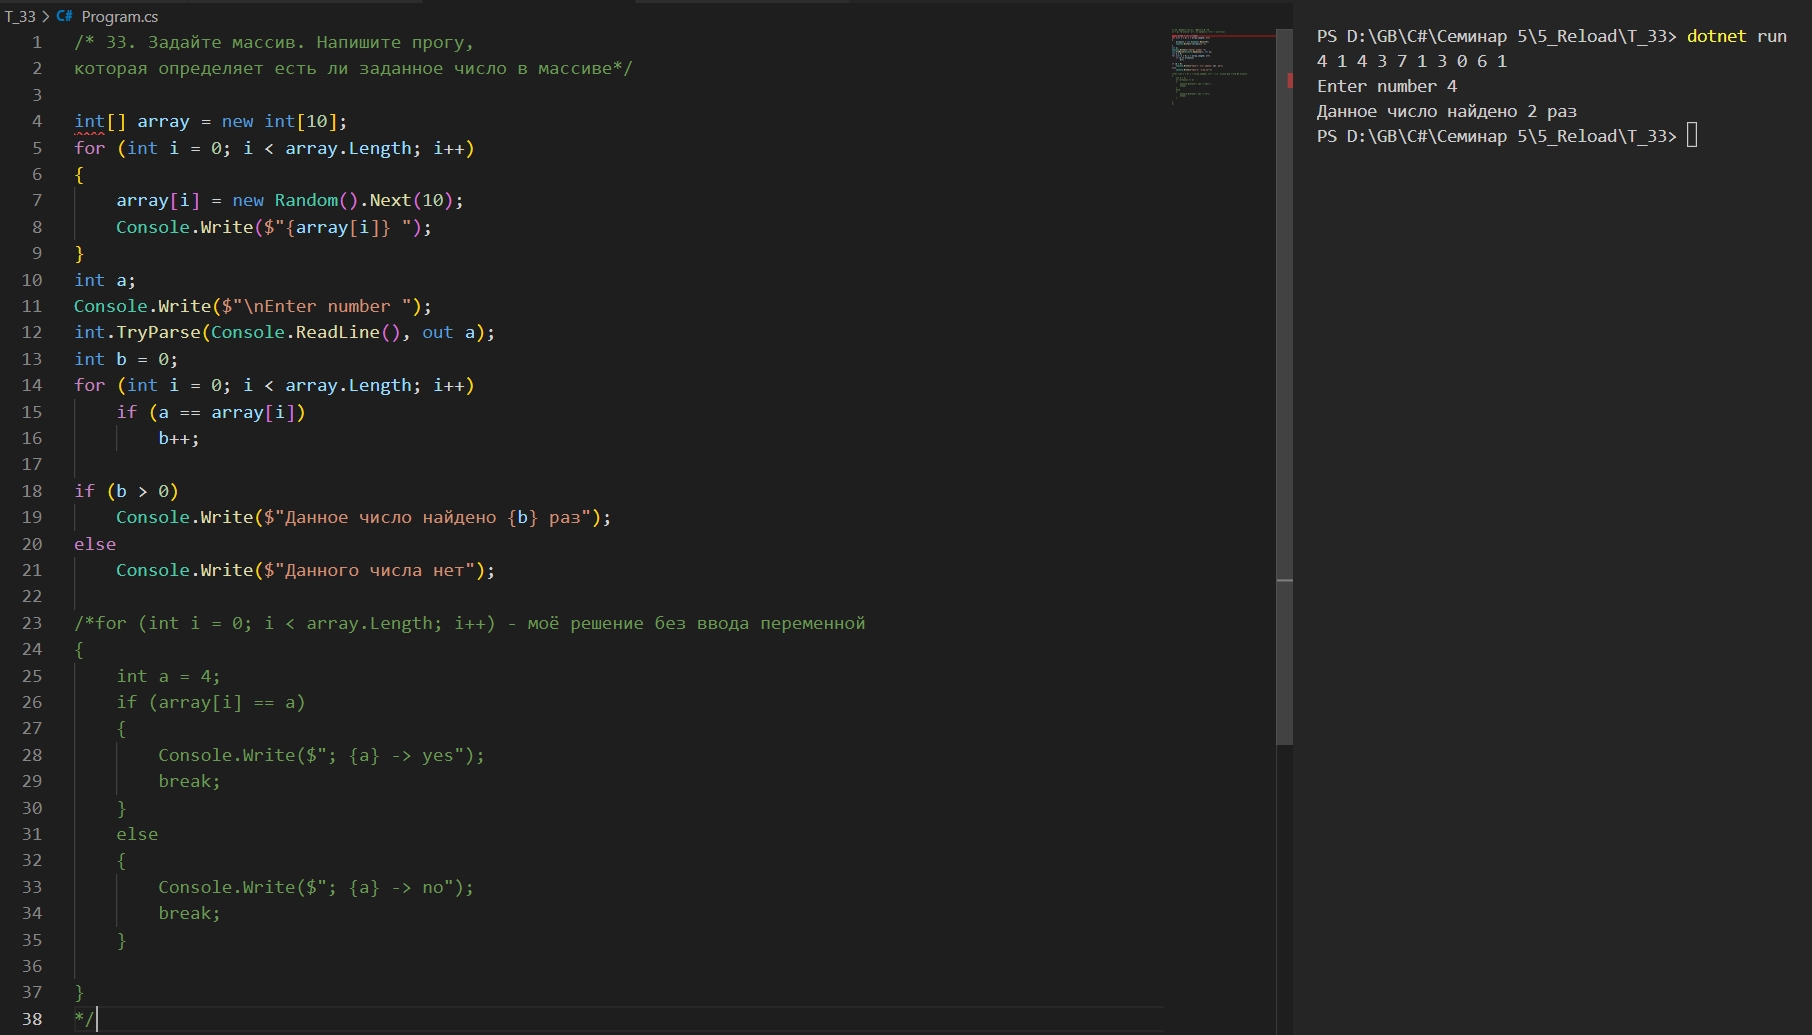 T_33 > C# Program.cs
1 /* 33. Задайте массив. Напишите прогу,
2 которая определяет есть ли заданное число в массиве*/
3
4 int[] array = new int[10];
5 for (int i = 0; i < array.Length; i++)
6 {
7 array[i] = new Random().Next(10);
8 Console.Write($"{array[i]} ");
9 }
10 int a;
11 Console.Write($"\nEnter number ");
12 int.TryParse(Console.ReadLine(), out a);
13 int b = 0;
14 for (int i = 0; i < array.Length; i++)
15 if (a == array[i])
16 b++;
17
18 if (b > 0)
19 Console.Write($"Данное число найдено {b} раз");
20 else
21 Console.Write($"Данного числа нет");
22
23 /*for (int i = 0; i < array.Length; i++) - моё решение без ввода переменной
24 {
25 int a = 4;
26 if (array[i] == a)
27 {
28 Console.Write($"; {a} -> yes");
29 break;
30 }
31 else
32 {
33 Console.Write($"; {a} -> no");
34 break;
35 }
36
37 }
38 */
PS D:\GB\C#\Семинар 5\5_Reload\T_33> dotnet run
4 1 4 3 7 1 3 0 6 1
Enter number 4
Данное число найдено 2 раз
PS D:\GB\C#\Семинар 5\5_Reload\T_33>